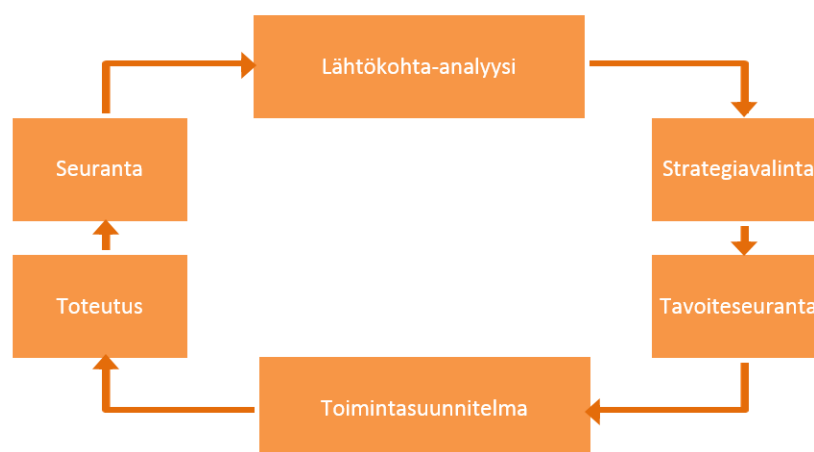 Lähtökohta-analyysi
Strategiavalinta
Tavoiteseuranta
Toimintasuunnitelma
Toteutus
Seuranta